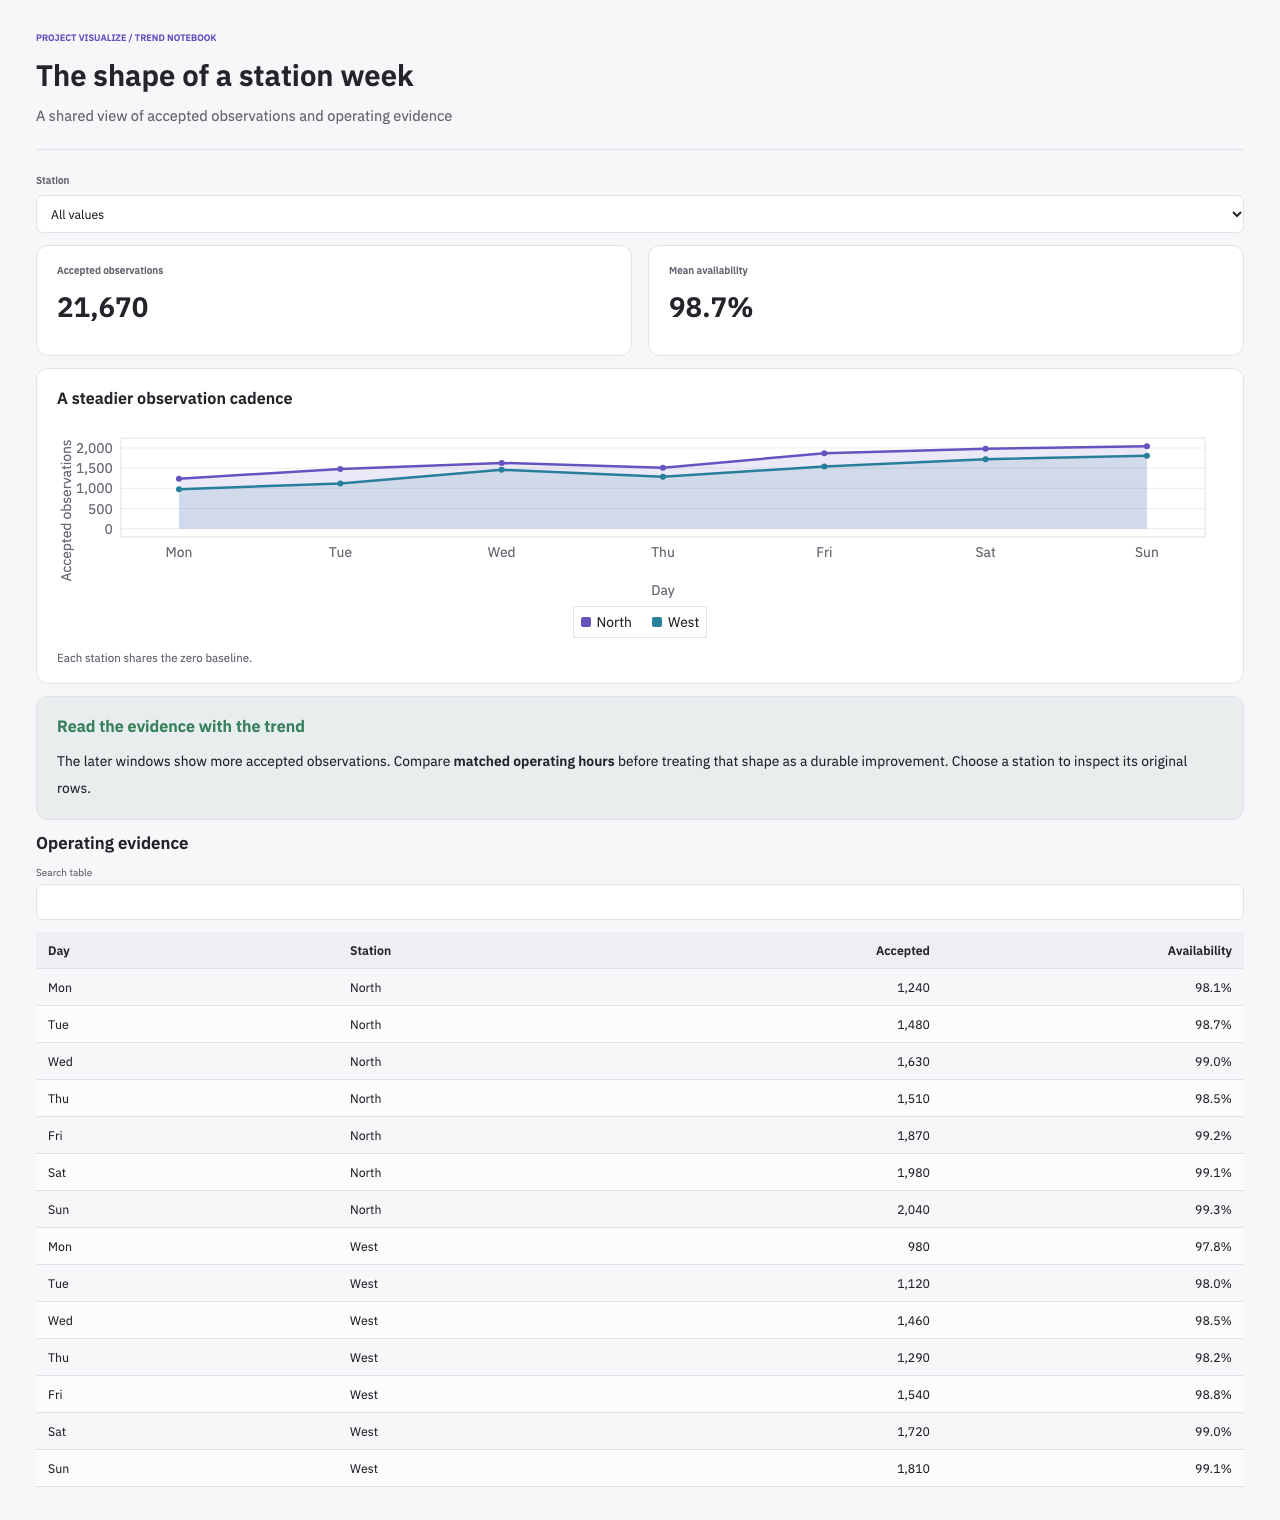 PROJECT VISUALIZE / TREND NOTEBOOK
The shape of a station week
A shared view of accepted observations and operating evidence
Station
All values
Accepted observations
21,670
Mean availability
98.7%
A steadier observation cadence
Accepted observations
2,000
1,500
1,000
500
0
Mon Tue Wed Thu Fri Sat Sun
Day
North West
Each station shares the zero baseline.
Read the evidence with the trend
The later windows show more accepted observations. Compare matched operating hours before treating that shape as a durable improvement. Choose a station to inspect its original
rows.
Operating evidence
Search table
Day Station Accepted Availability
Mon North 1,240 98.1%
Tue North 1,480 98.7%
Wed North 1,630 99.0%
Thu North 1,510 98.5%
Fri North 1,870 99.2%
Sat North 1,980 99.1%
Sun North 2,040 99.3%
Mon West 980 97.8%
Tue West 1,120 98.0%
Wed West 1,460 98.5%
Thu West 1,290 98.2%
Fri West 1,540 98.8%
Sat West 1,720 99.0%
Sun West 1,810 99.1%